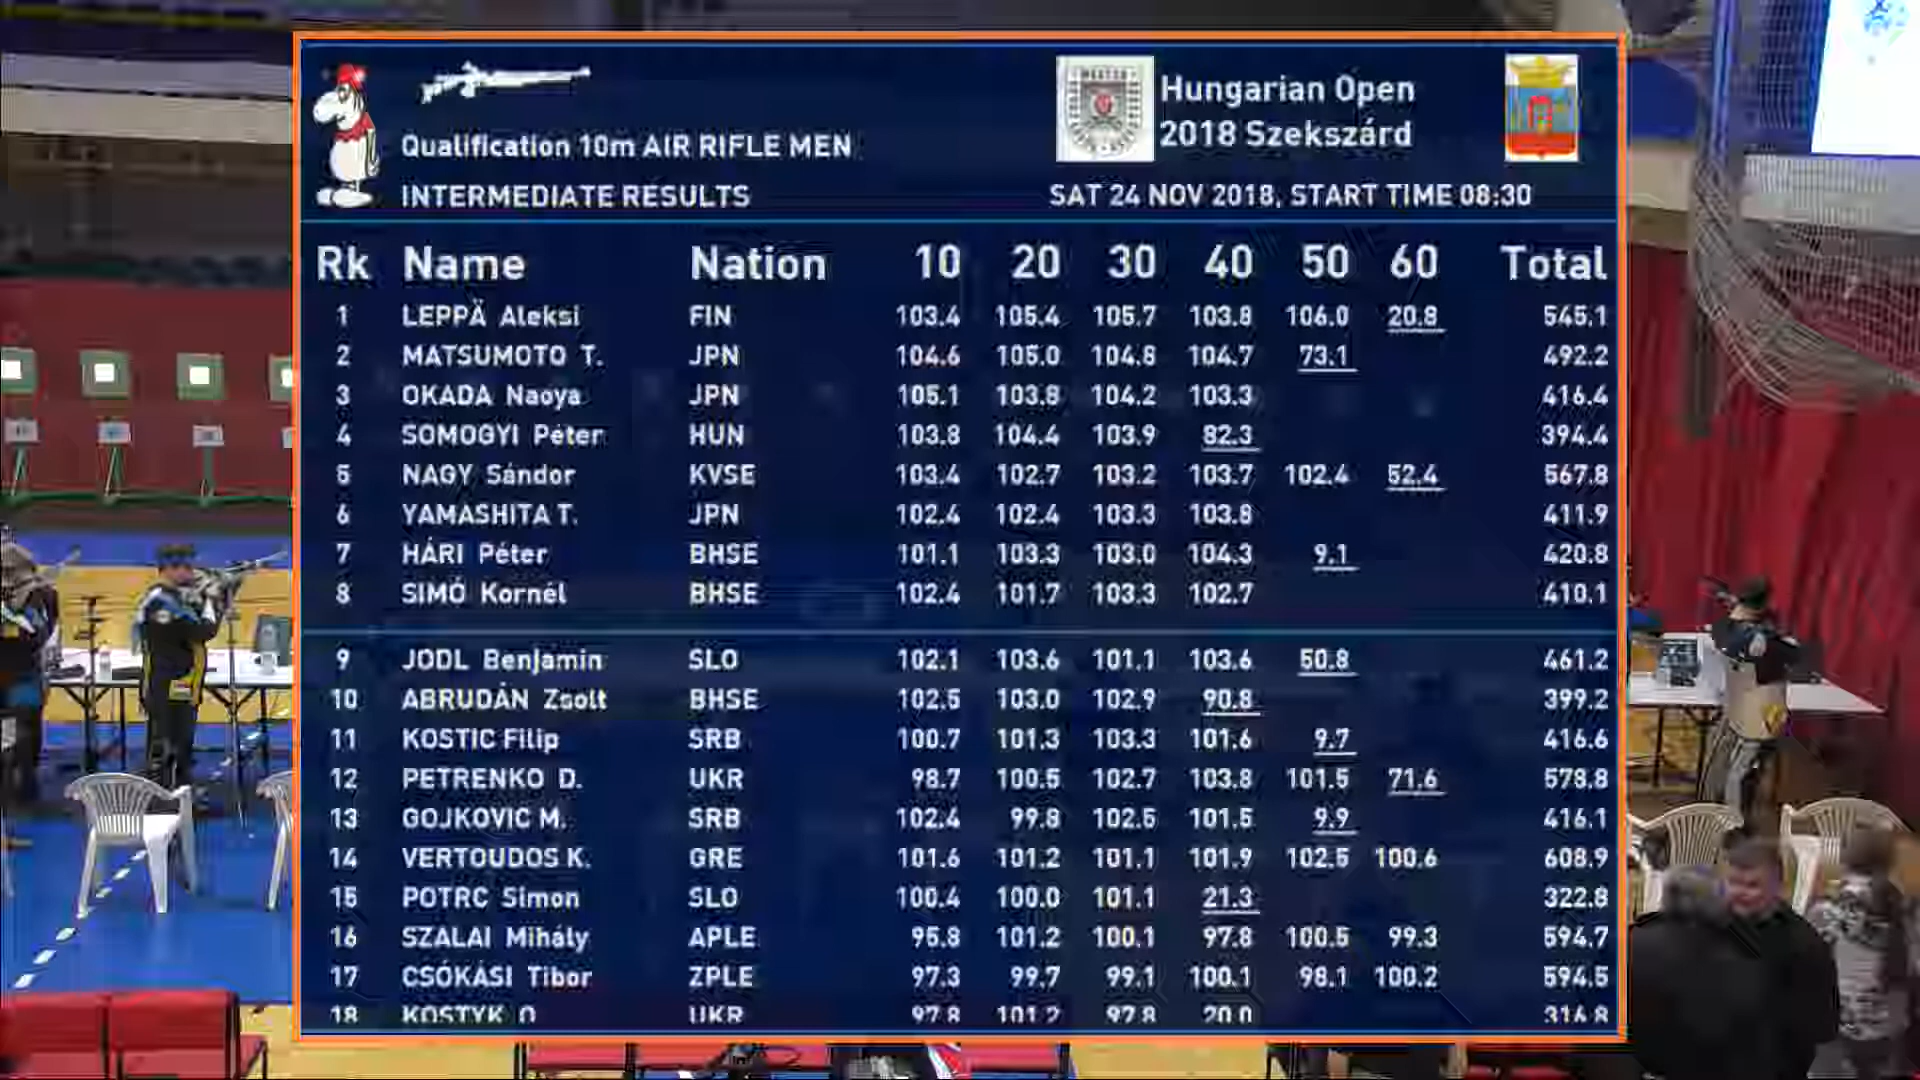 Hungarian Open
2018 Szekszárd
Qualification 10m AIR RIFLE MEN
INTERMEDIATE RESULTS
SAT 24 NOV 2018, START TIME 08:30
Rk Name Nation 10 20 30 40 50 60 Total
1 LEPPÄ Aleksi FIN 103.4 105.4 105.7 103.8 106.0 20.8 545.1
2 MATSUMOTO T. JPN 104.6 105.0 104.8 104.7 73.1 492.2
3 OKADA Naoya JPN 105.1 103.8 104.2 103.3 416.4
4 SOMOGYI Péter HUN 103.8 104.4 103.9 82.3 394.4
5 NAGY Sándor KVSE 103.4 102.7 103.2 103.7 102.4 52.4 567.8
6 YAMASHITA T. JPN 102.4 102.4 103.3 103.8 411.9
7 HÁRI Péter BHSE 101.1 103.3 103.0 104.3 9.1 420.8
8 SIMÓ Kornél BHSE 102.4 101.7 103.3 102.7 410.1
9 JODL Benjamin SLO 102.1 103.6 101.1 103.6 50.8 461.2
10 ABRUDÁN Zsolt BHSE 102.5 103.0 102.9 90.8 399.2
11 KOSTIC Filip SRB 100.7 101.3 103.3 101.6 9.7 416.6
12 PETRENKO D. UKR 98.7 100.5 102.7 103.8 101.5 71.6 578.8
13 GOJKOVIC M. SRB 102.4 99.8 102.5 101.5 9.9 416.1
14 VERTOUDOS K. GRE 101.6 101.2 101.1 101.9 102.5 100.6 608.9
15 POTRC Simon SLO 100.4 100.0 101.1 21.3 322.8
16 SZALAI Mihály APLE 95.8 101.2 100.1 97.8 100.5 99.3 594.7
17 CSÓKÁSI Tibor ZPLE 97.3 99.7 99.1 100.1 98.1 100.2 594.5
18 KOSTYK O UKR 97.8 101.2 97.8 20.0 316.8